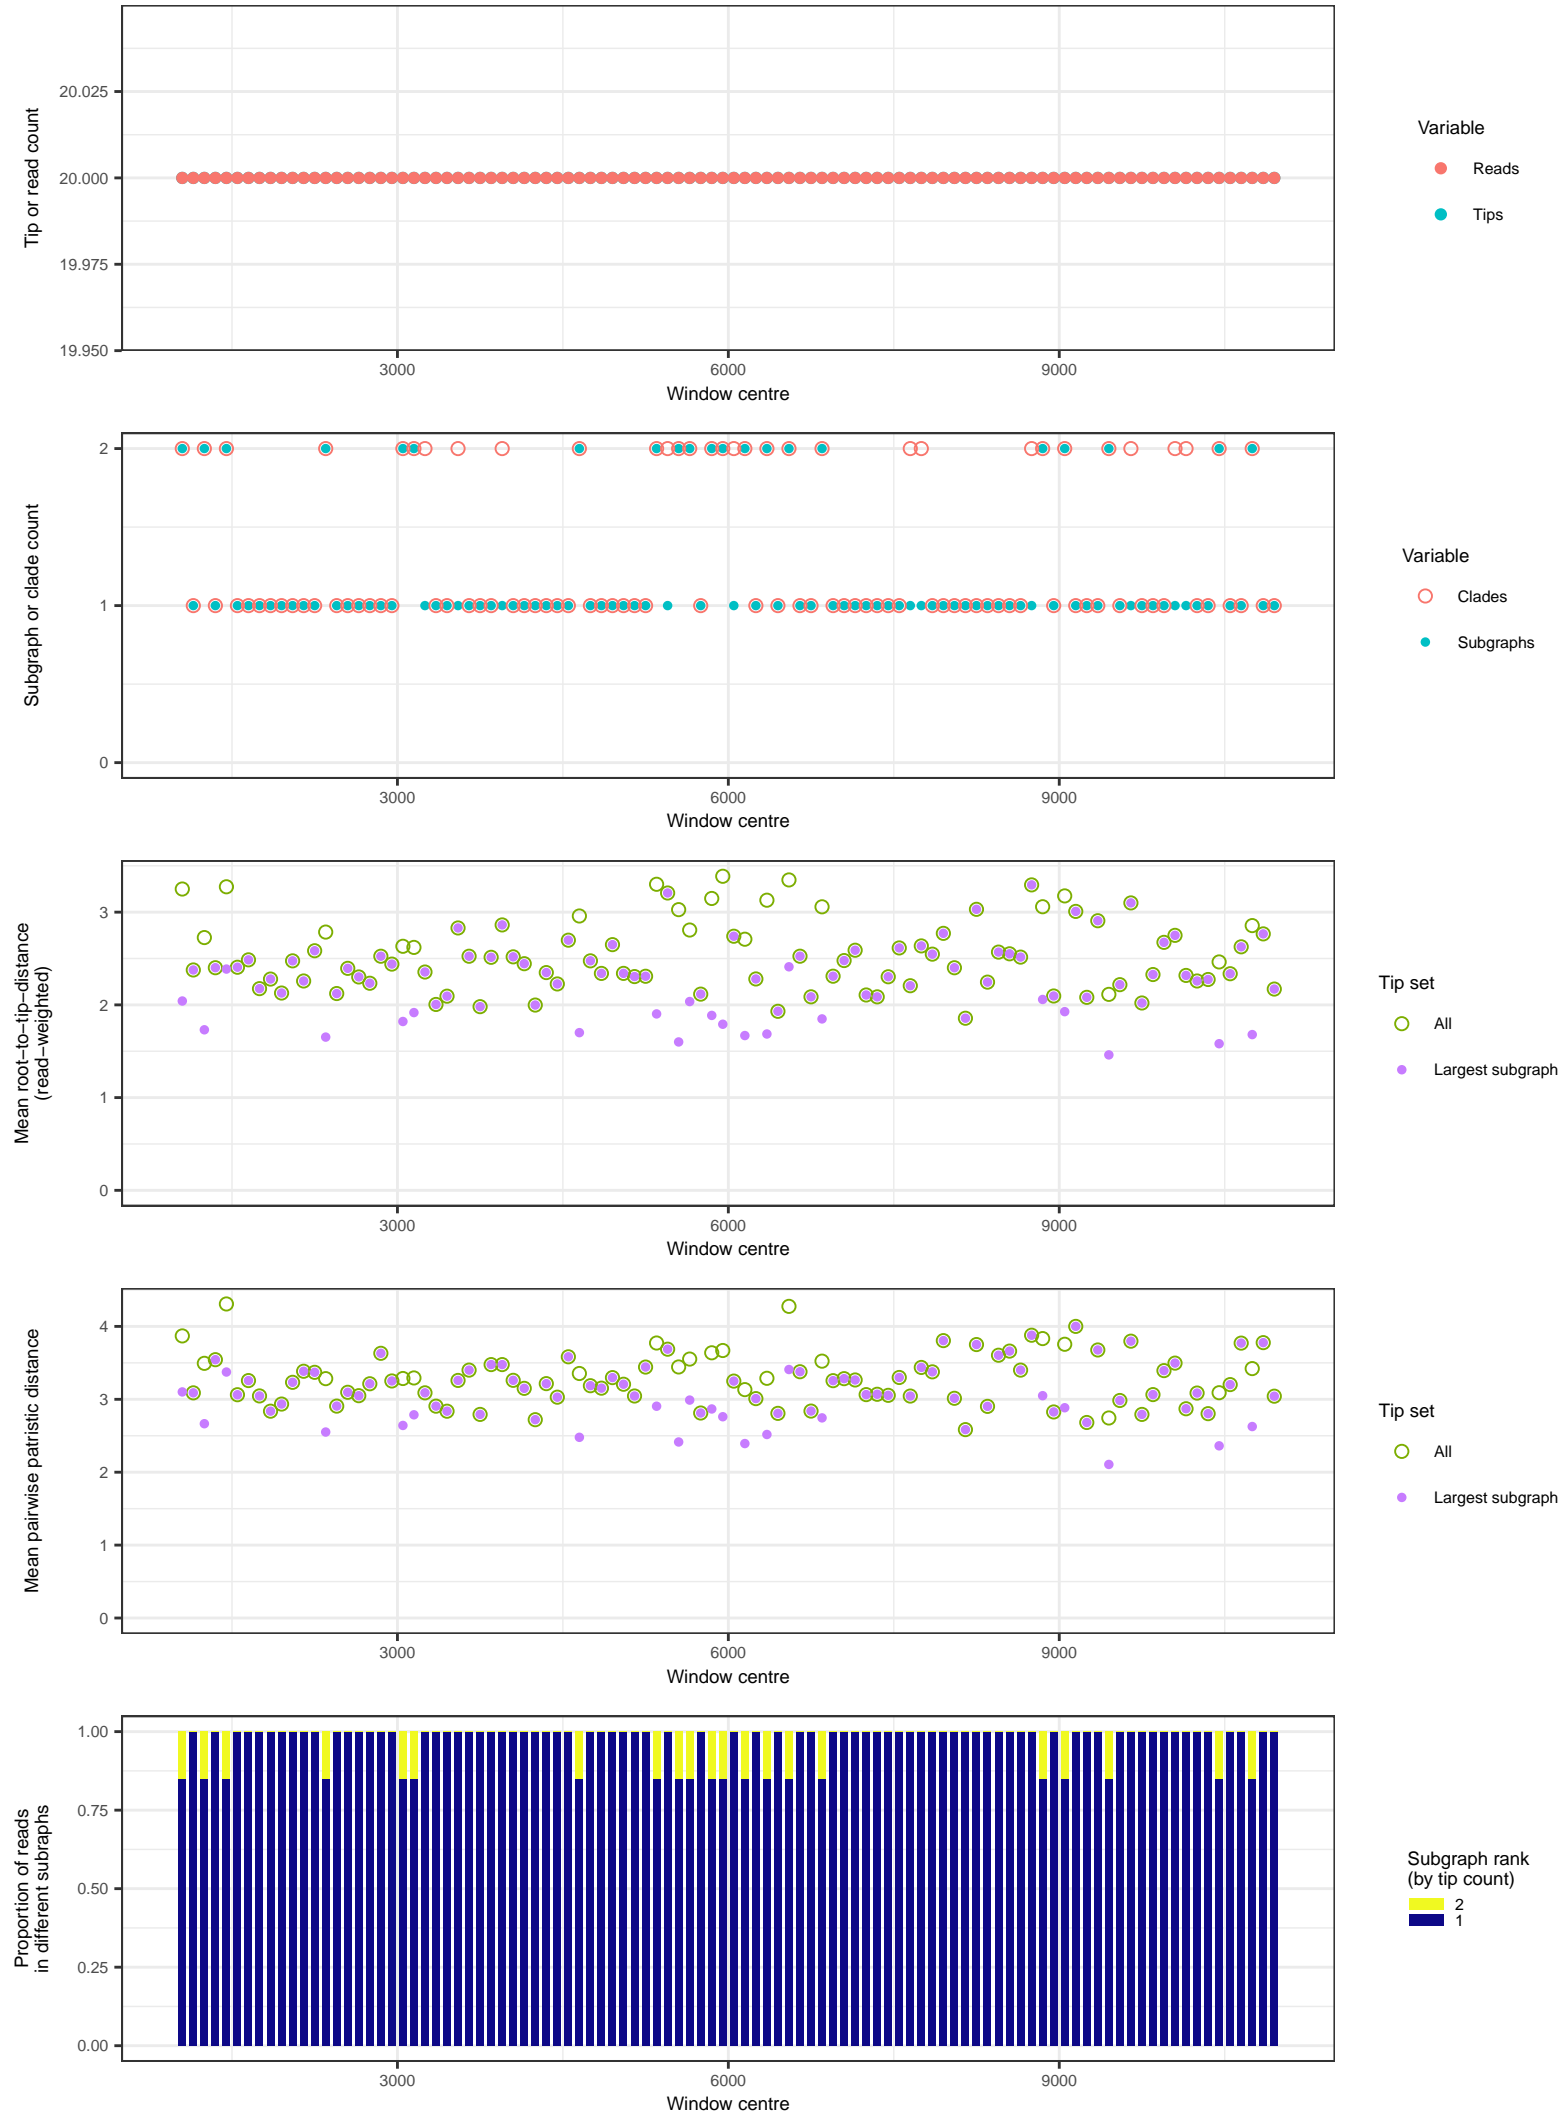 20.025
20.000
19.975
19.950
Tip or read count
3000
6000
9000
Window centre
Variable
Reads
Tips
2
1
0
Subgraph or clade count
3000
6000
9000
Window centre
Variable
Clades
Subgraphs
3
2
1
0
Mean root−to−tip−distance
(read−weighted)
3000
6000
9000
Window centre
Tip set
All
Largest subgraph
4
3
2
1
0
Mean pairwise patristic distance
3000
6000
9000
Window centre
Tip set
All
Largest subgraph
1.00
0.75
0.50
0.25
0.00
Proportion of reads
in different subraphs
3000
6000
9000
Window centre
Subgraph rank
(by tip count)
2
1